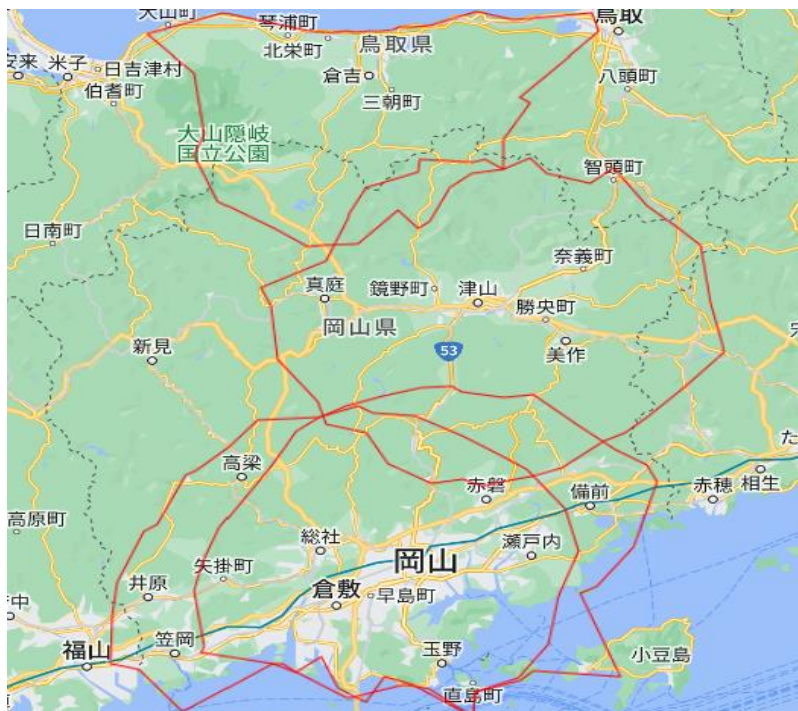 大山町
琴浦町
鳥取
北栄町
鳥取県
安来
米子
日吉津村
倉吉
八頭町
伯耆町
三朝町
大山隠岐
国立公園
智頭町
日南町
奈義町
真庭
鏡野町
津山
勝央町
岡山県
新見
53
美作
高梁
赤磐
備前
赤穂
相生
た
高原町
総社
岡山
瀬戸内
矢掛町
井原
倉敷
早島町
中
笠岡
福山
玉野
小豆島
直島町